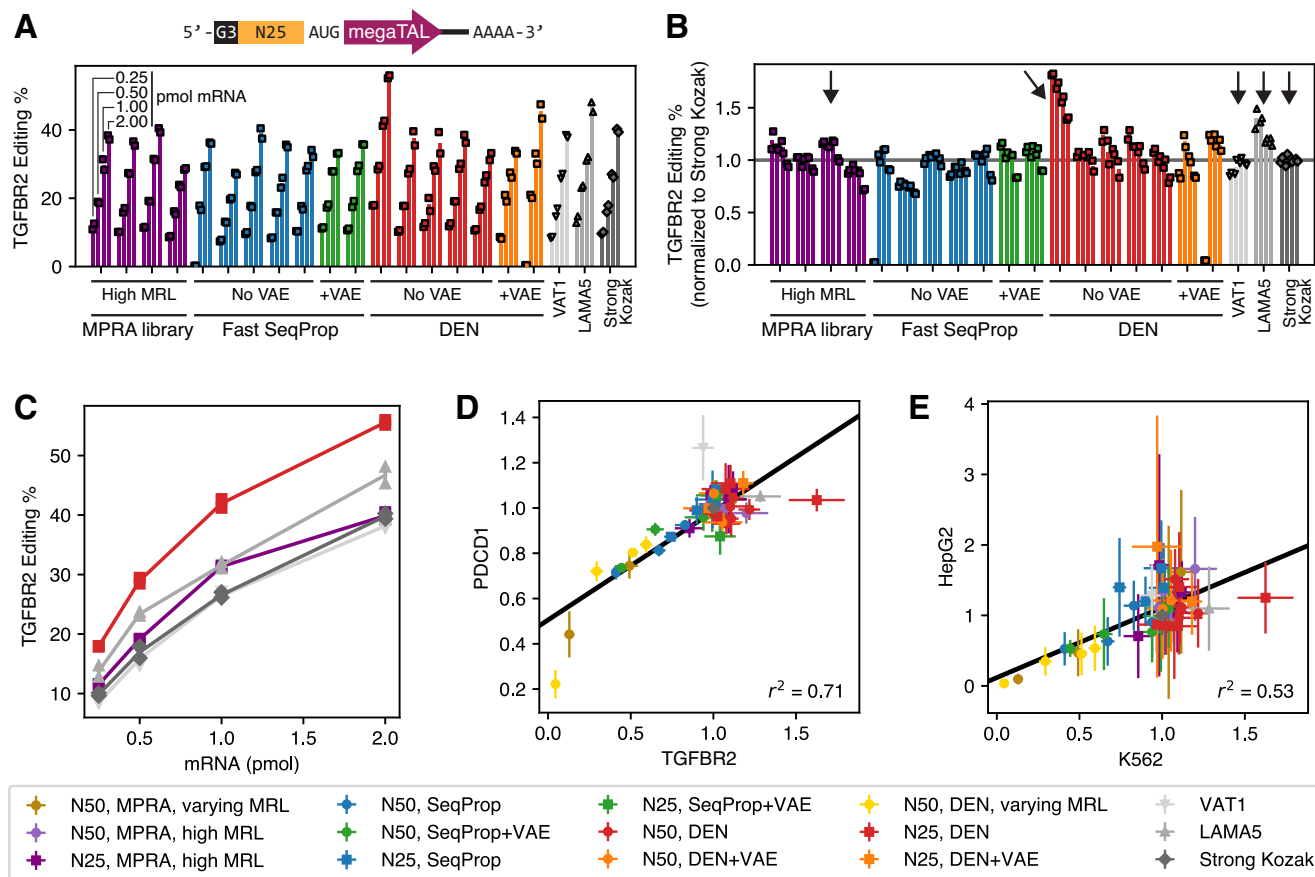 A
5’-G3 N25 AUG megaTAL AAAA-3’
TGFBR2 Editing %
40
20
0
0.25
0.50
1.00
2.00
pmol mRNA
High MRL
No VAE
+VAE
No VAE
+VAE
MPRA library
Fast SeqProp
DEN
VAT1
LAMA5
Strong
Kozak
B
TGFBR2 Editing %
(normalized to Strong Kozak)
1.5
1.0
0.5
0.0
High MRL
No VAE
+VAE
No VAE
+VAE
MPRA library
Fast SeqProp
DEN
VAT1
LAMA5
Strong
Kozak
C
TGFBR2 Editing %
50
40
30
20
10
0.5 1.0 1.5 2.0
mRNA (pmol)
D
PDCD1
1.4
1.2
1.0
0.8
0.6
0.4
0.2
r² = 0.71
0.0 0.5 1.0 1.5
TGFBR2
E
HepG2
4
3
2
1
0
r² = 0.53
0.0 0.5 1.0 1.5
K562
N50, MPRA, varying MRL
N50, MPRA, high MRL
N25, MPRA, high MRL
N50, SeqProp
N50, SeqProp+VAE
N25, SeqProp
N25, SeqProp+VAE
N50, DEN
N50, DEN+VAE
N50, DEN, varying MRL
N25, DEN
N25, DEN+VAE
VAT1
LAMA5
Strong Kozak